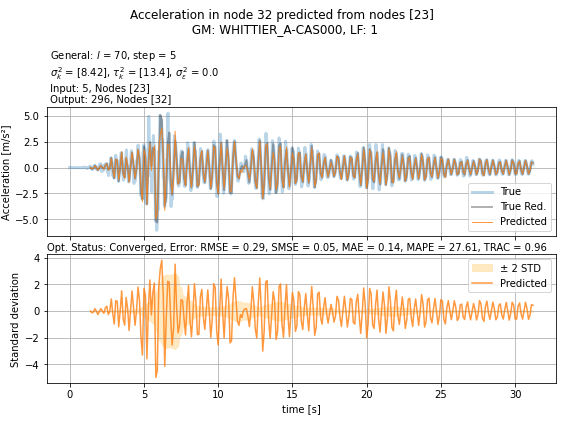 Acceleration in node 32 predicted from nodes [23]
GM: WHITTIER_A-CAS000, LF: 1
General: l = 70, step = 5
σ²ₖ = [8.42], τ²ₖ = [13.4], σ²ε = 0.0
Input: 5, Nodes [23]
Output: 296, Nodes [32]
Acceleration [m/s²]
5.0
2.5
0.0
−2.5
−5.0
True
True Red.
Predicted
Opt. Status: Converged, Error: RMSE = 0.29, SMSE = 0.05, MAE = 0.14, MAPE = 27.61, TRAC = 0.96
Standard deviation
4
2
0
−2
−4
± 2 STD
Predicted
0 5 10 15 20 25 30
time [s]